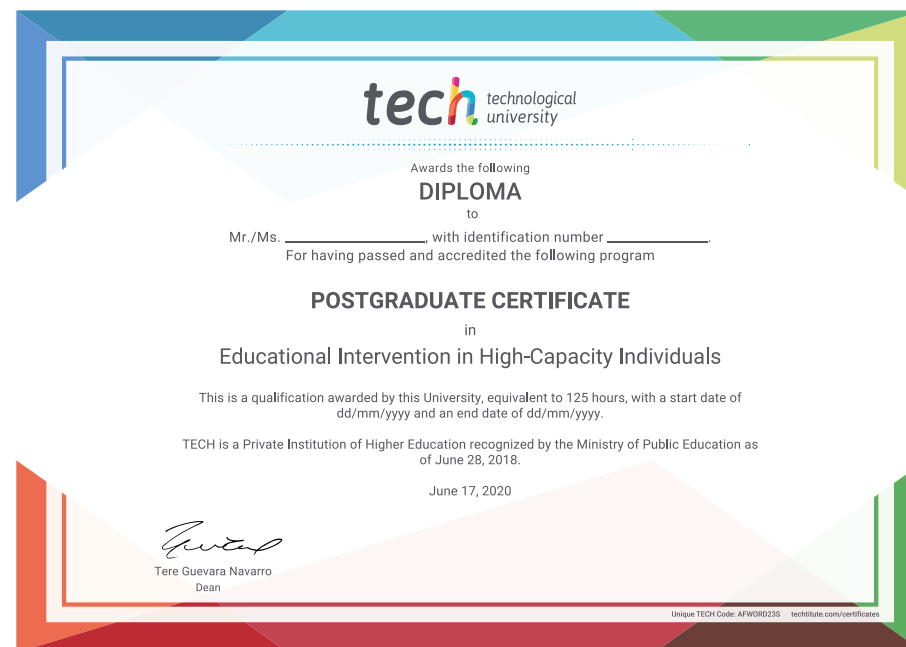 tech technological
university
Awards the following
DIPLOMA
to
Mr./Ms. ____________________, with identification number ______________.
For having passed and accredited the following program
POSTGRADUATE CERTIFICATE
in
Educational Intervention in High-Capacity Individuals
This is a qualification awarded by this University, equivalent to 125 hours, with a start date of
dd/mm/yyyy and an end date of dd/mm/yyyy.
TECH is a Private Institution of Higher Education recognized by the Ministry of Public Education as
of June 28, 2018.
June 17, 2020
Tere Guevara Navarro
Dean
Unique TECH Code: AFWORD23S techtitute.com/certificates